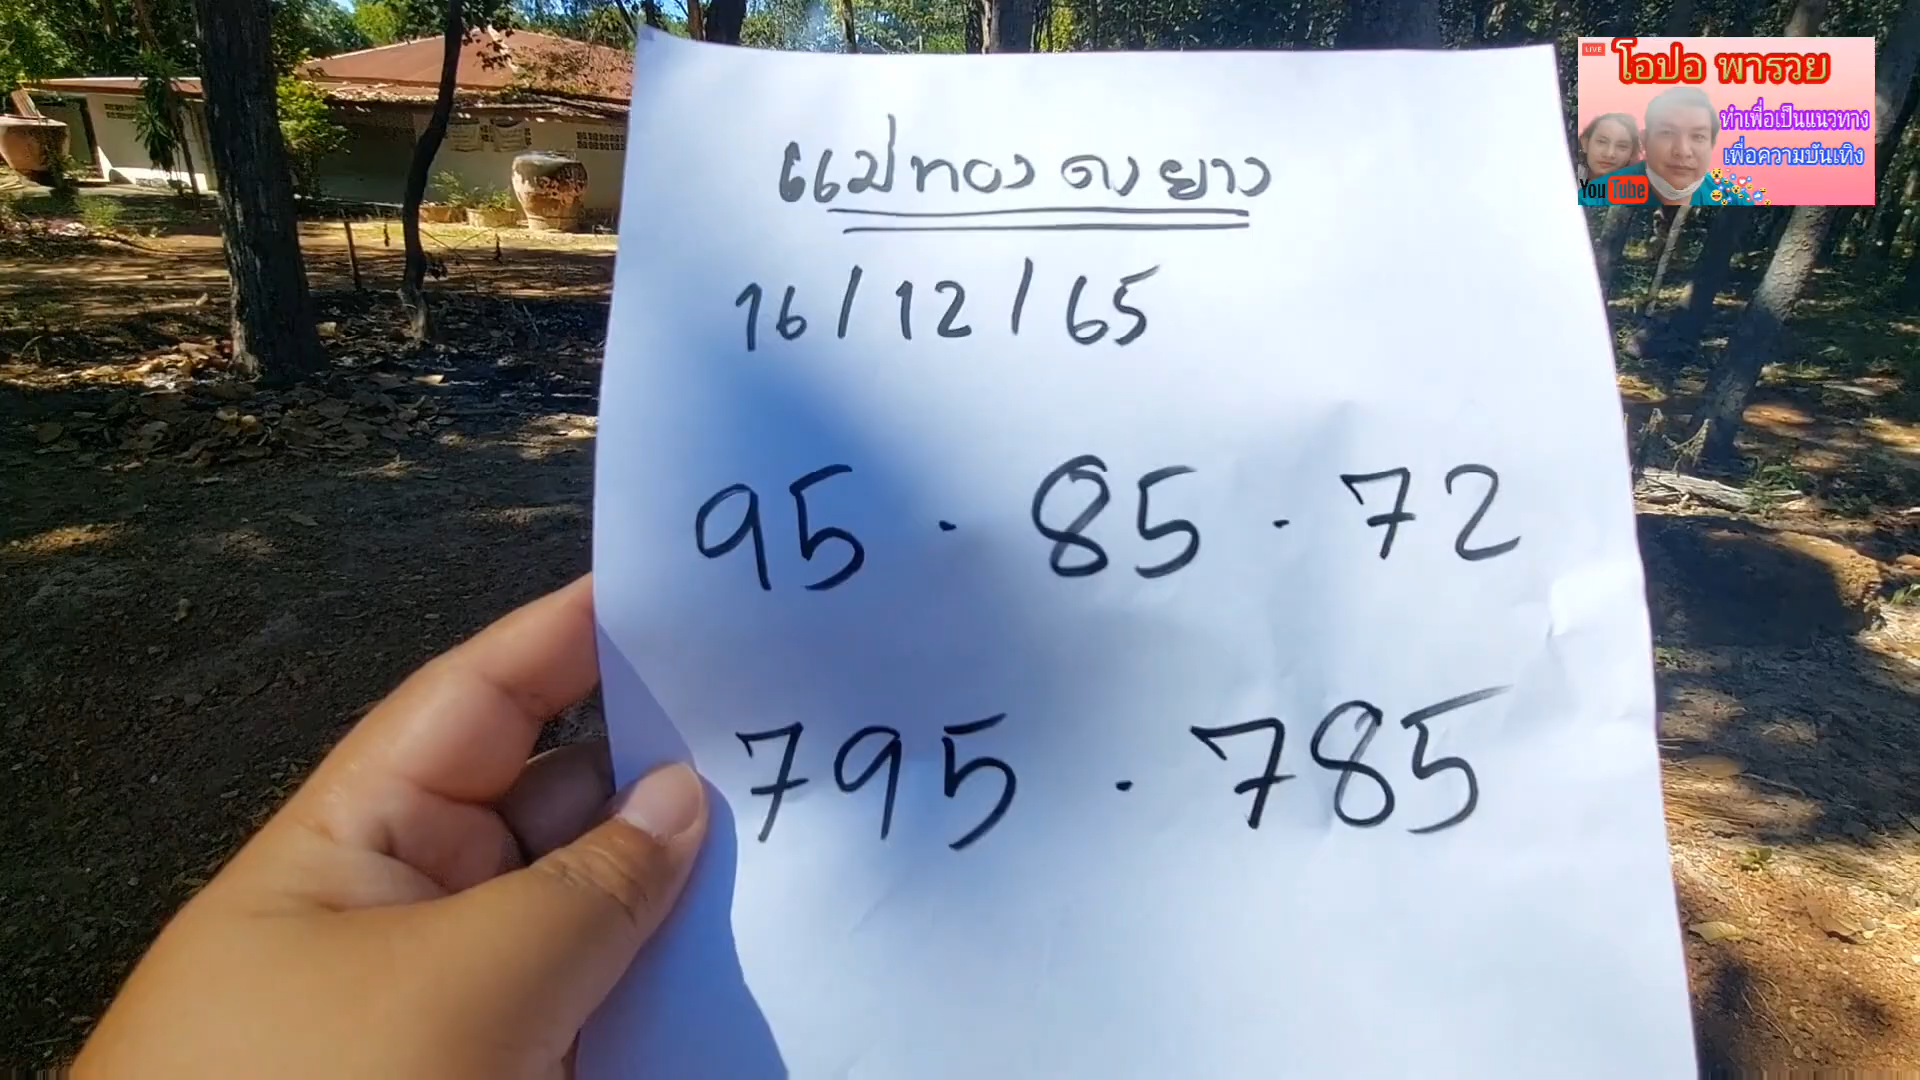 แม่ทองดงยาง
16/12/65
95 . 85 . 72
795 . 785
LIVE
โอปอ พารวย
ทำเพื่อเป็นแนวทาง
เพื่อความบันเทิง
YouTube